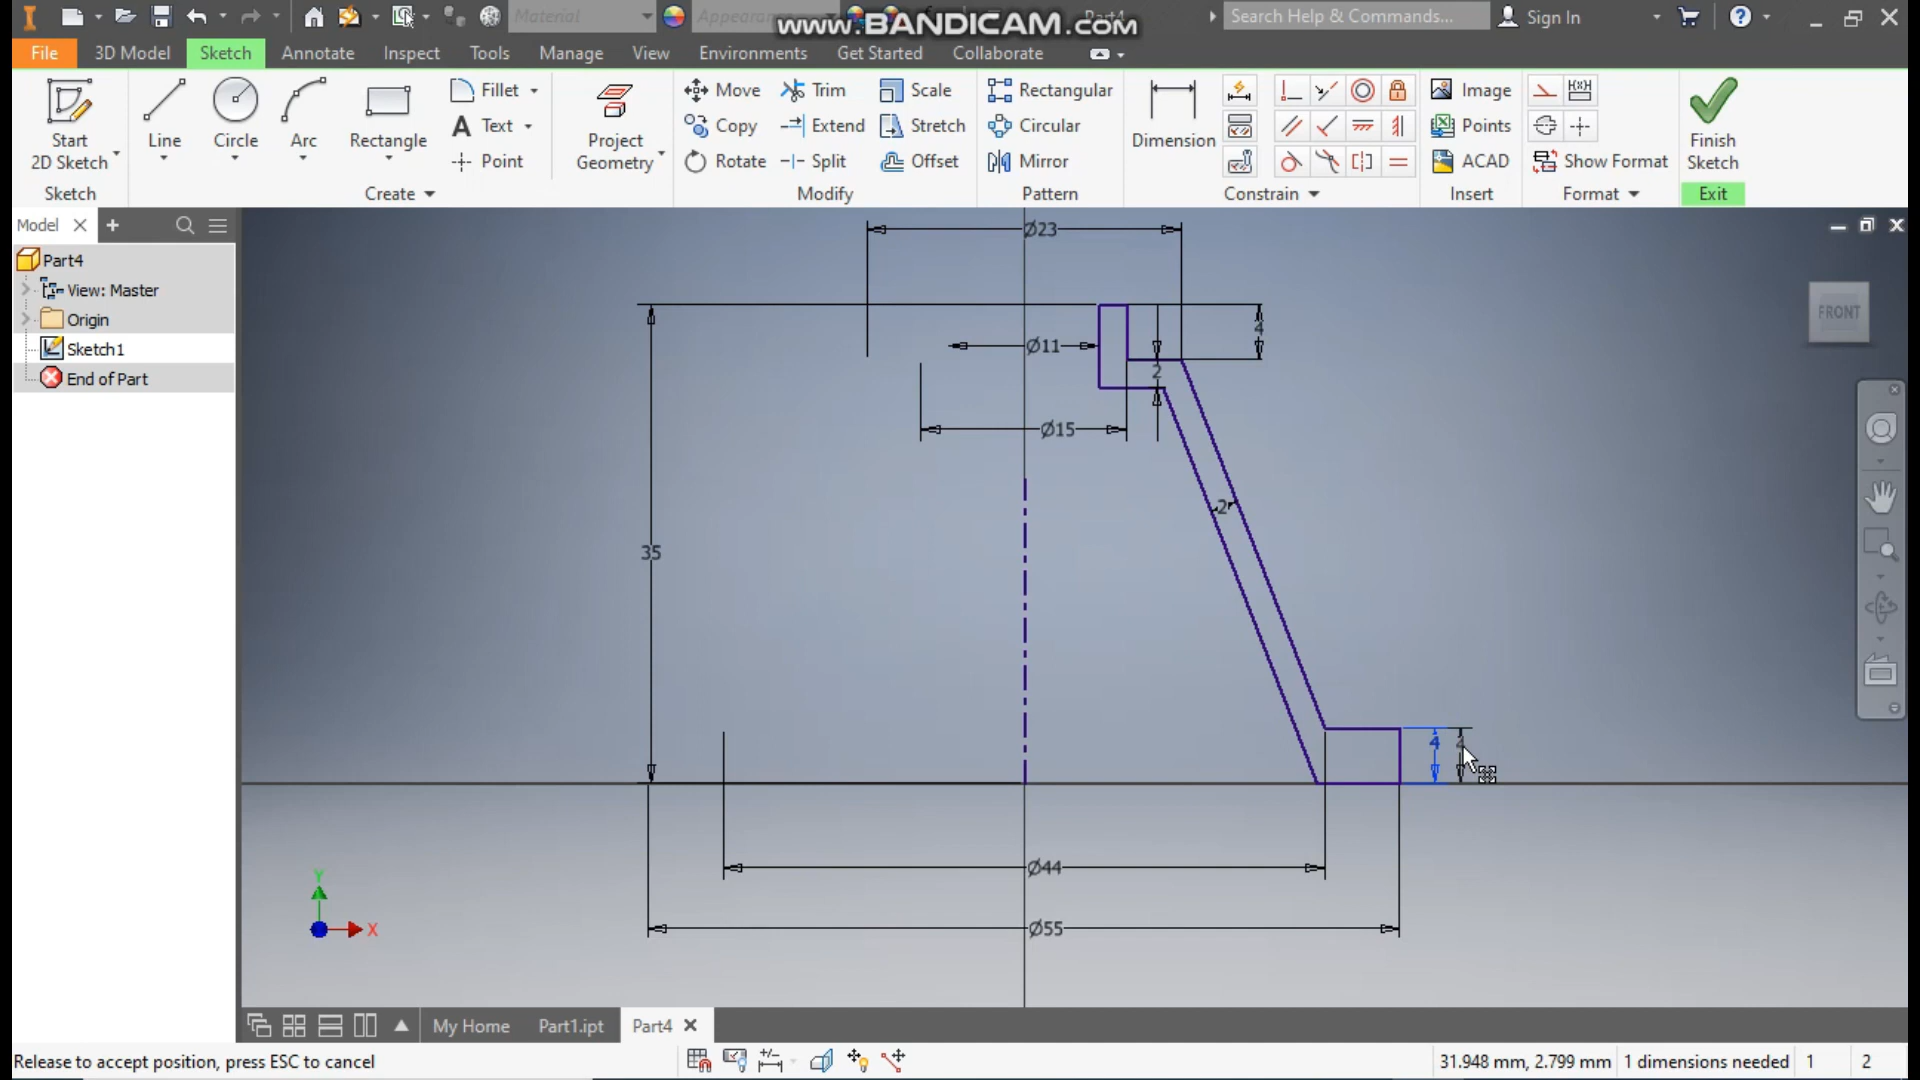 Material
Appearance
www.BANDICAM.com
Part4
Search Help & Commands...
Sign In
File
3D Model
Sketch
Annotate
Inspect
Tools
Manage
View
Environments
Get Started
Collaborate
Start
2D Sketch
Line
Circle
Arc
Rectangle
Fillet
Text
Point
Project
Geometry
Move
Trim
Scale
Copy
Extend
Stretch
Rotate
Split
Offset
Rectangular
Circular
Mirror
Dimension
Image
Points
ACAD
Show Format
Finish
Sketch
Sketch
Create
Modify
Pattern
Constrain
Insert
Format
Exit
Model
Part4
View: Master
Origin
Sketch1
End of Part
Ø23
FRONT
4
Ø11
2
Ø15
2
35
4
4
Ø44
Ø55
Y
X
My Home
Part1.ipt
Part4
Release to accept position, press ESC to cancel
31.948 mm, 2.799 mm
1 dimensions needed
1
2